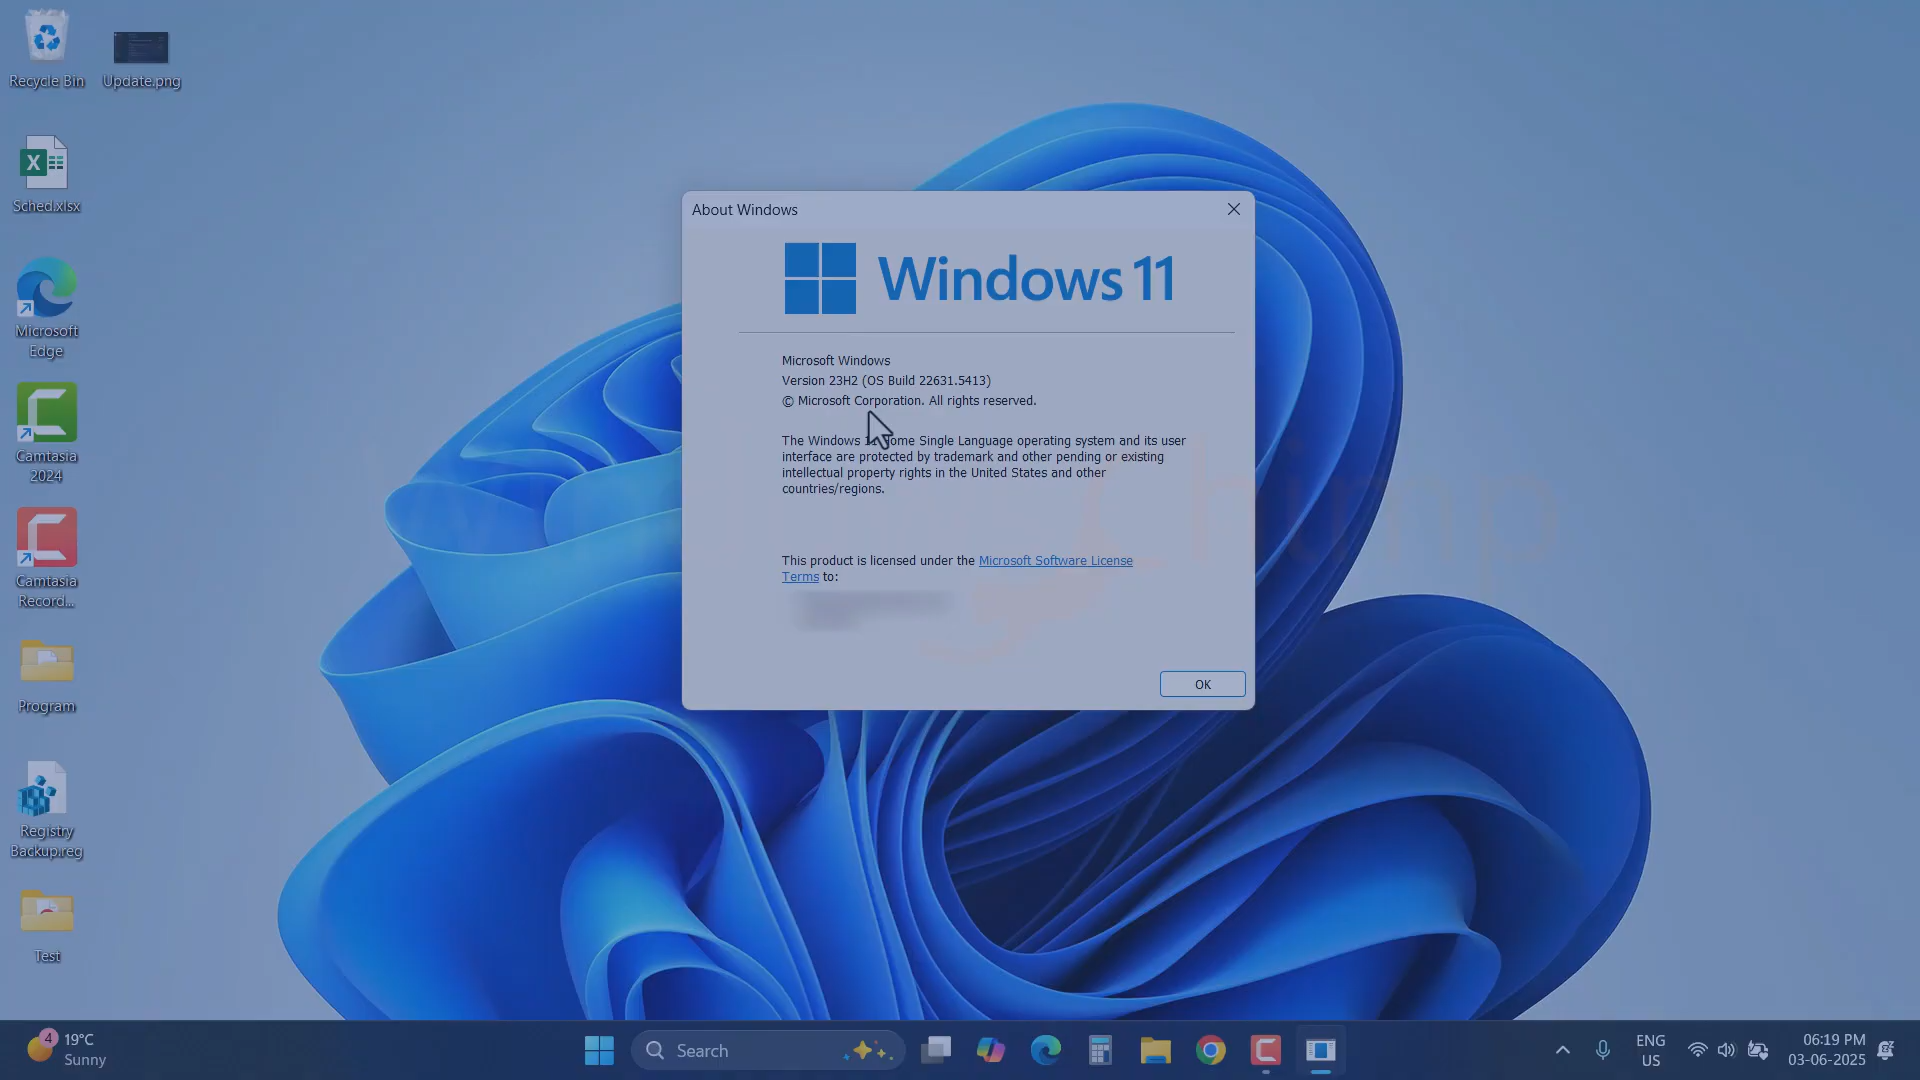 Recycle Bin
Update.png
Sched.xlsx
Microsoft
Edge
Camtasia
2024
Camtasia
Record...
Program
Registry
Backup.reg
Test
About Windows
Windows 11
Microsoft Windows
Version 23H2 (OS Build 22631.5413)
© Microsoft Corporation. All rights reserved.
The Windows 11 Home Single Language operating system and its user
interface are protected by trademark and other pending or existing
intellectual property rights in the United States and other
countries/regions.
This product is licensed under the Microsoft Software License
Terms to:
OK
4
19°C
Sunny
Search
ENG
US
06:19 PM
03-06-2025